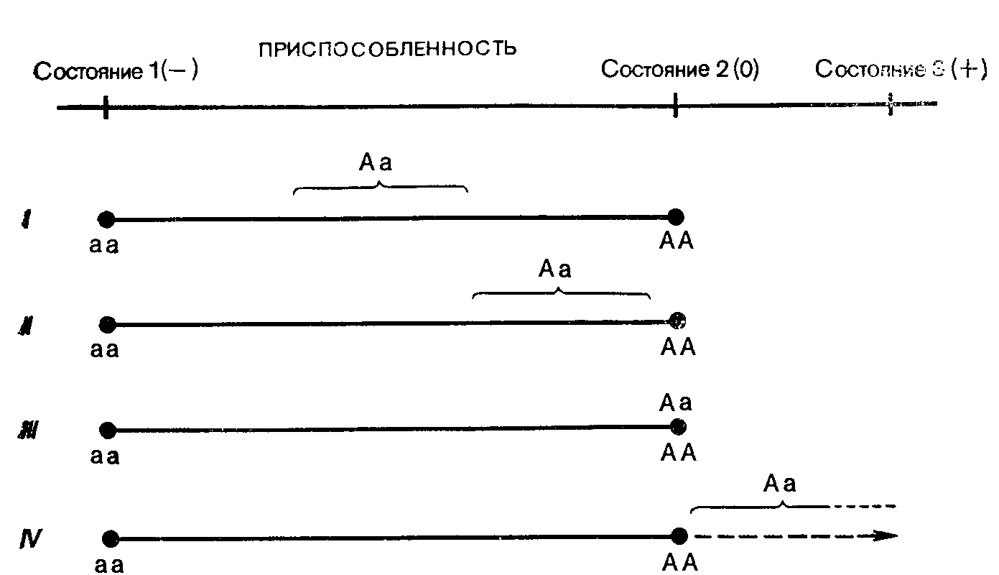 ПРИСПОСОБЛЕННОСТЬ
Состояние 1(−) Состояние 2(0) Состояние 3(+)
Aa
I
aa AA
Aa
II
aa AA
Aa
III
aa AA
Aa
IV
aa AA